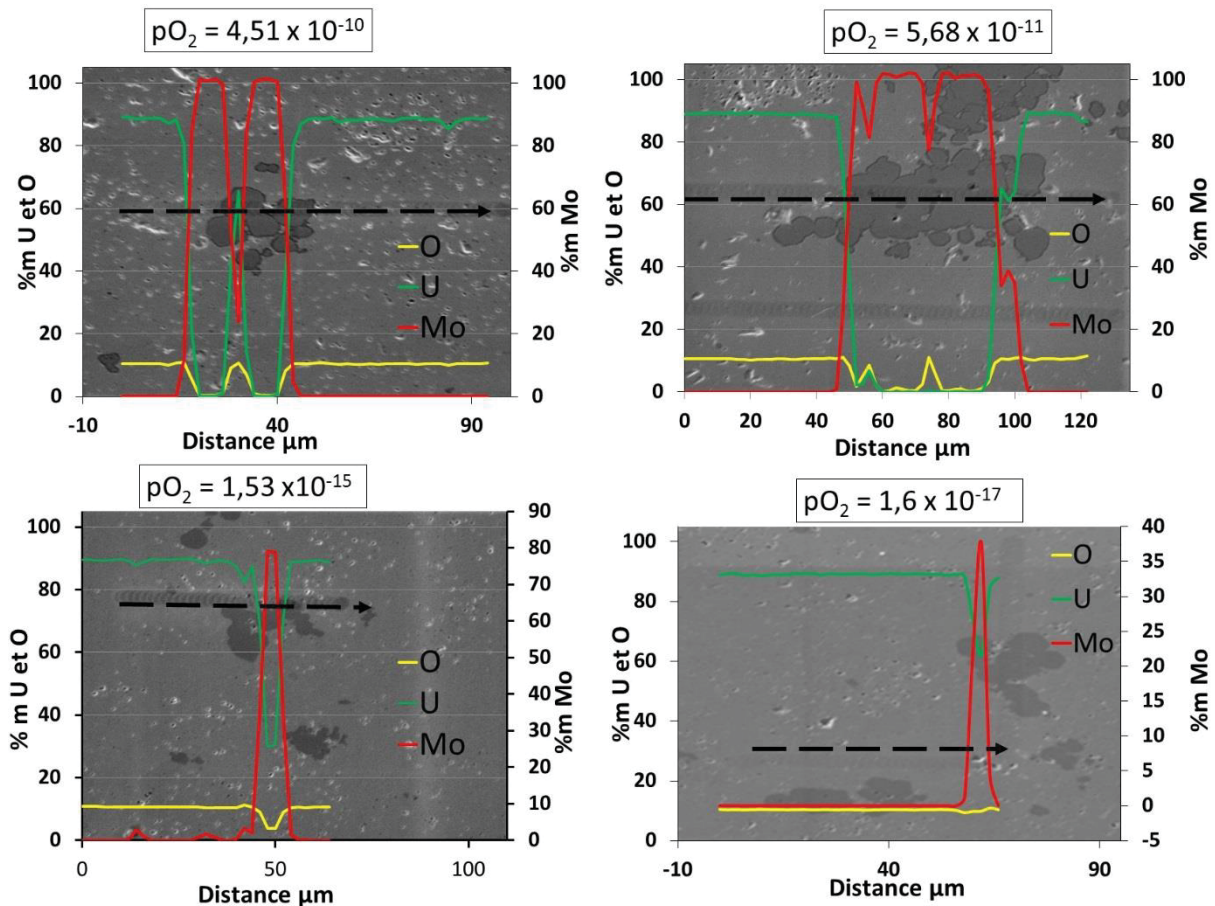 pO₂ = 4,51 x 10⁻¹⁰
100
80
60
40
20
0
%m U et O
100
80
60
40
20
0
%m Mo
O
U
Mo
-10
40
90
Distance µm
pO₂ = 5,68 x 10⁻¹¹
100
80
60
40
20
0
%m U et O
100
80
60
40
20
0
%m Mo
O
U
Mo
0
20
40
60
80
100
120
Distance µm
pO₂ = 1,53 x10⁻¹⁵
100
80
60
40
20
0
% m U et O
90
80
70
60
50
40
30
20
10
0
%m Mo
O
U
Mo
0
50
100
Distance µm
pO₂ = 1,6 x 10⁻¹⁷
100
80
60
40
20
0
%m U et O
40
35
30
25
20
15
10
5
0
-5
%m Mo
O
U
Mo
-10
40
90
Distance µm